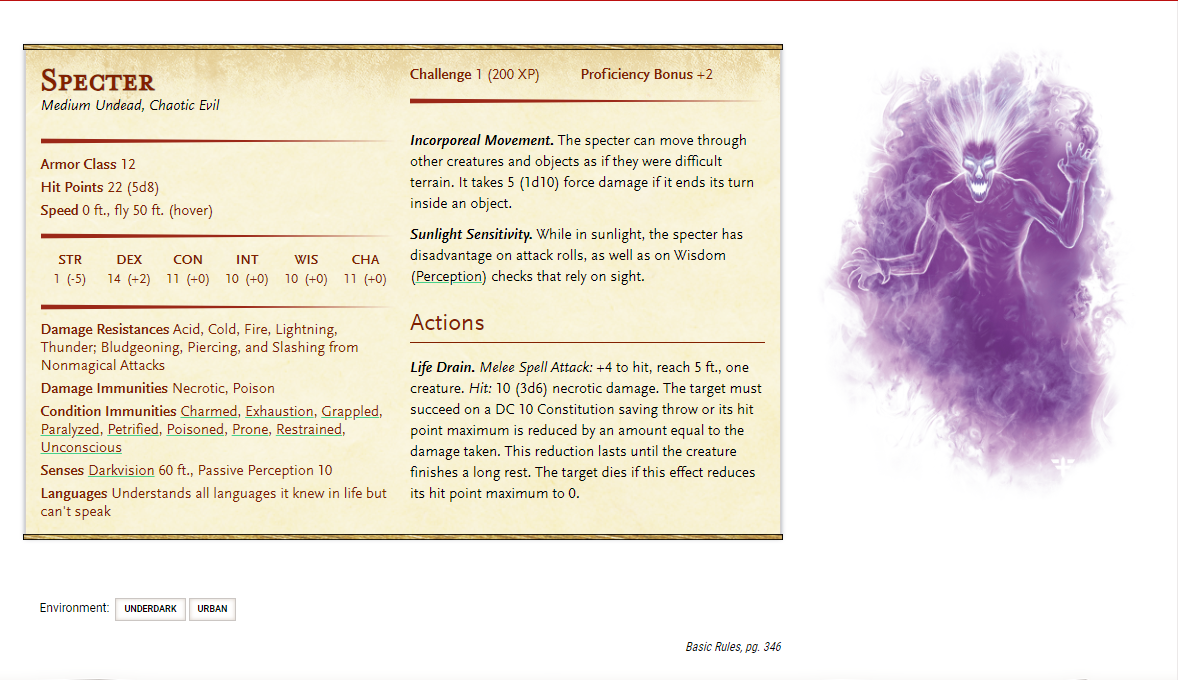 Specter
Medium Undead, Chaotic Evil
Armor Class 12
Hit Points 22 (5d8)
Speed 0 ft., fly 50 ft. (hover)
STR DEX CON INT WIS CHA
1 (-5) 14 (+2) 11 (+0) 10 (+0) 10 (+0) 11 (+0)
Damage Resistances Acid, Cold, Fire, Lightning,
Thunder; Bludgeoning, Piercing, and Slashing from
Nonmagical Attacks
Damage Immunities Necrotic, Poison
Condition Immunities Charmed, Exhaustion, Grappled,
Paralyzed, Petrified, Poisoned, Prone, Restrained,
Unconscious
Senses Darkvision 60 ft., Passive Perception 10
Languages Understands all languages it knew in life but
can't speak
Challenge 1 (200 XP) Proficiency Bonus +2
Incorporeal Movement. The specter can move through
other creatures and objects as if they were difficult
terrain. It takes 5 (1d10) force damage if it ends its turn
inside an object.
Sunlight Sensitivity. While in sunlight, the specter has
disadvantage on attack rolls, as well as on Wisdom
(Perception) checks that rely on sight.
Actions
Life Drain. Melee Spell Attack: +4 to hit, reach 5 ft., one
creature. Hit: 10 (3d6) necrotic damage. The target must
succeed on a DC 10 Constitution saving throw or its hit
point maximum is reduced by an amount equal to the
damage taken. This reduction lasts until the creature
finishes a long rest. The target dies if this effect reduces
its hit point maximum to 0.
Environment: UNDERDARK URBAN
Basic Rules, pg. 346